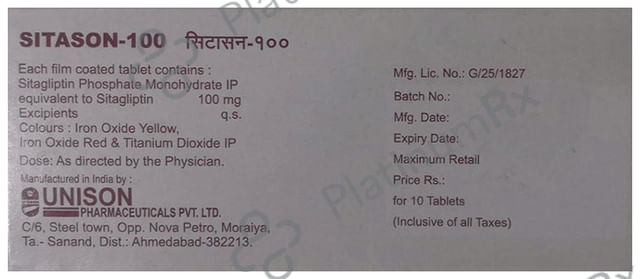 SITASON-100 सिटासन-१००
Each film coated tablet contains :
Sitagliptin Phosphate Monohydrate IP
equivalent to Sitagliptin 100 mg
Excipients q.s.
Colours : Iron Oxide Yellow,
Iron Oxide Red & Titanium Dioxide IP
Dose: As directed by the Physician.
Manufactured in India by :
UNISON
PHARMACEUTICALS PVT. LTD.
C/6, Steel town, Opp. Nova Petro, Moraiya,
Ta.- Sanand, Dist.: Ahmedabad-382213.
Mfg. Lic. No.: G/25/1827
Batch No.:
Mfg. Date:
Expiry Date:
Maximum Retail
Price Rs.:
for 10 Tablets
(Inclusive of all Taxes)
PlatinumRx